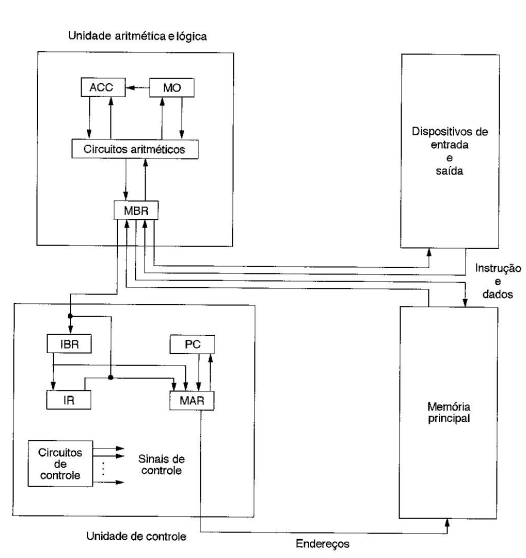 Unidade aritmética e lógica
ACC
MO
Circuitos aritméticos
MBR
Dispositivos de
entrada
e
saída
Instrução
e
dados
IBR
PC
IR
MAR
Memória
principal
Circuitos
de
controle
Sinais de
controle
Unidade de controle
Endereços